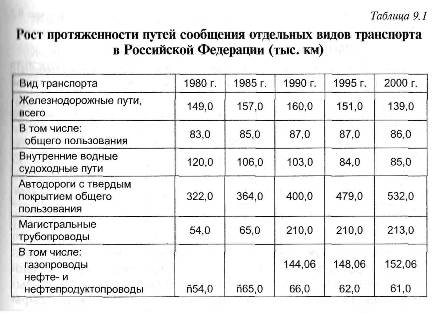 Таблица 9.1
Рост протяженности путей сообщения отдельных видов транспорта
в Российской Федерации (тыс. км)
Вид транспорта 1980 г. 1985 г. 1990 г. 1995 г. 2000 г.
Железнодорожные пути, всего 149,0 157,0 160,0 151,0 139,0
В том числе:
общего пользования 83,0 85,0 87,0 87,0 86,0
Внутренние водные судоходные пути 120,0 106,0 103,0 84,0 85,0
Автодороги с твердым покрытием общего пользования 322,0 364,0 400,0 479,0 532,0
Магистральные трубопроводы 54,0 65,0 210,0 210,0 213,0
В том числе:
газопроводы 144,06 148,06 152,06
нефте- и
нефтепродуктопроводы ñ54,0 ñ65,0 66,0 62,0 61,0